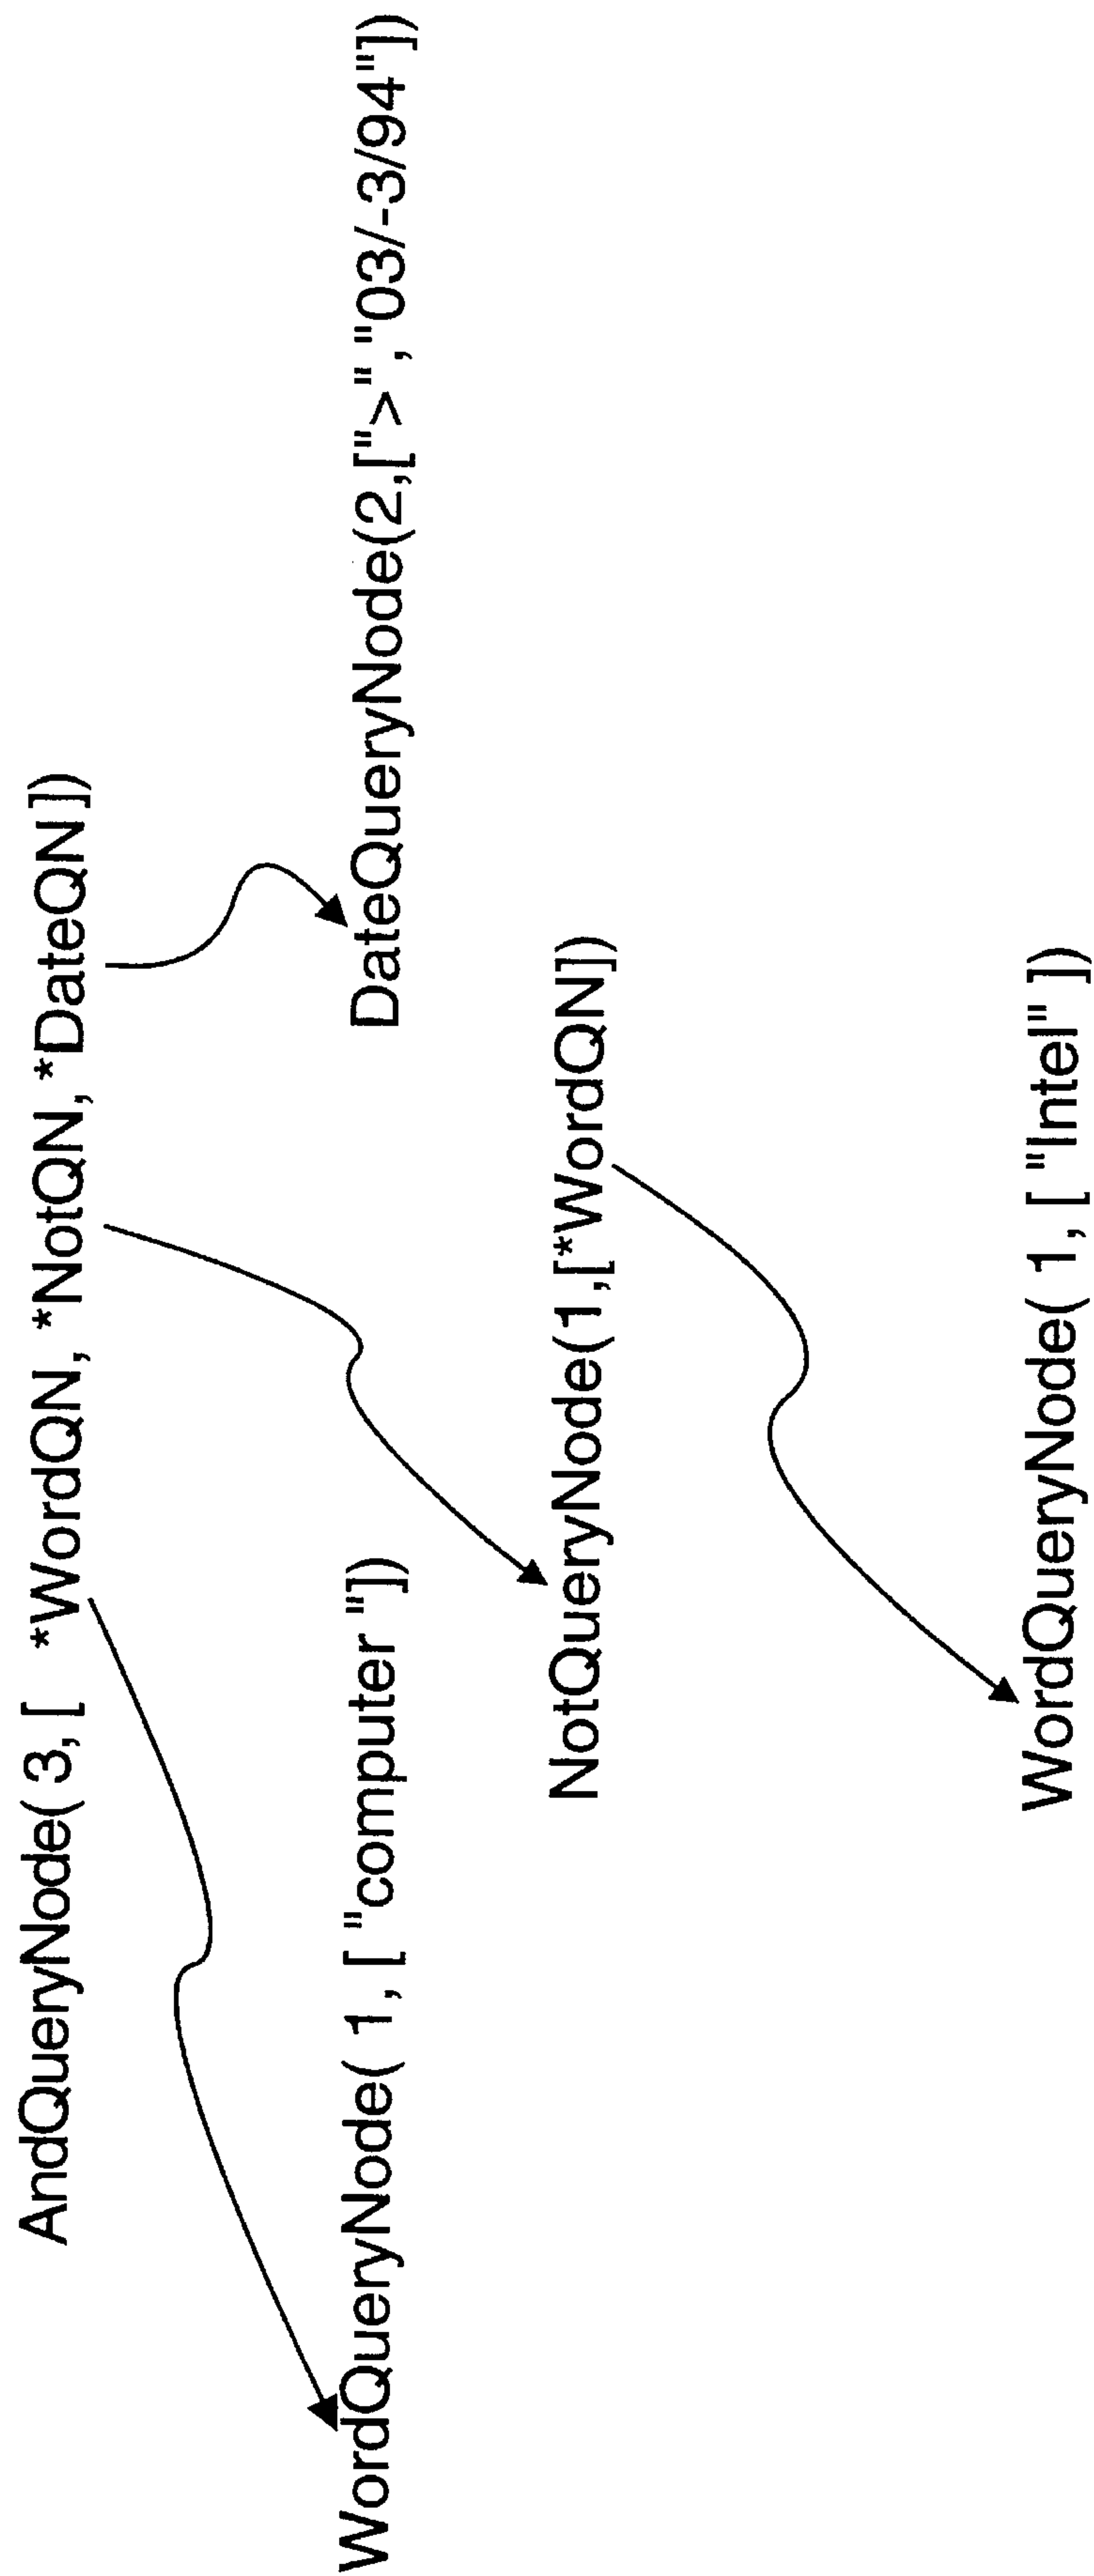 AndQueryNode( 3, [ *WordQN, *NotQN, *DateQN ])
WordQueryNode( 1, [ "computer "])
DateQueryNode(2,[">","03/-3/94"])
NotQueryNode(1,[*WordQN])
WordQueryNode( 1, [ "Intel" ])